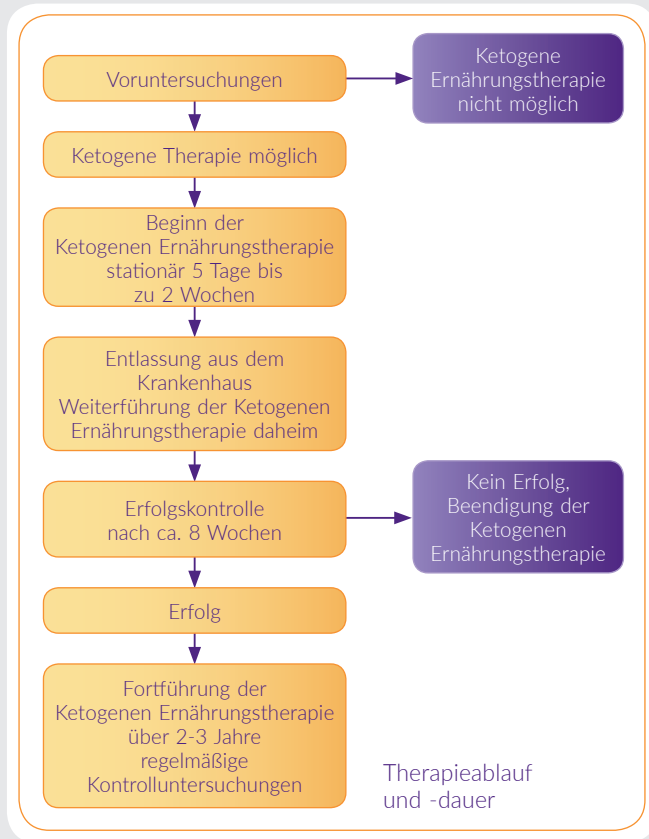 Voruntersuchungen
Ketogene
Ernährungstherapie
nicht möglich
Ketogene Therapie möglich
Beginn der
Ketogenen Ernährungstherapie
stationär 5 Tage bis
zu 2 Wochen
Entlassung aus dem
Krankenhaus
Weiterführung der Ketogenen
Ernährungstherapie daheim
Erfolgskontrolle
nach ca. 8 Wochen
Kein Erfolg,
Beendigung der
Ketogenen
Ernährungstherapie
Erfolg
Fortführung der
Ketogenen Ernährungstherapie
über 2-3 Jahre
regelmäßige
Kontrolluntersuchungen
Therapieablauf
und -dauer